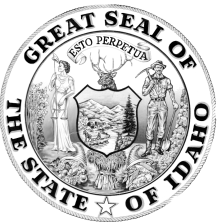 GREAT SEAL OF
ESTO PERPETUA
THE STATE ☆ OF IDAHO